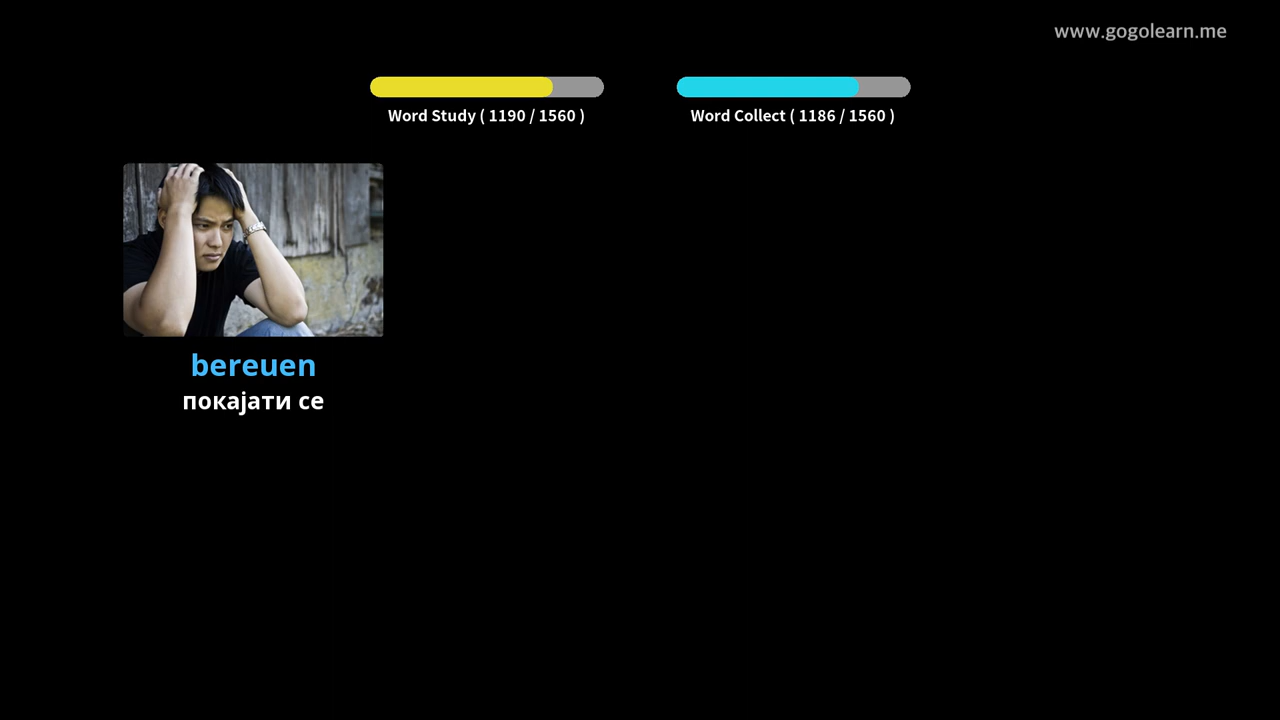 www.gogolearn.me
Word Study ( 1190 / 1560 )
Word Collect ( 1186 / 1560 )
bereuen
покајати се